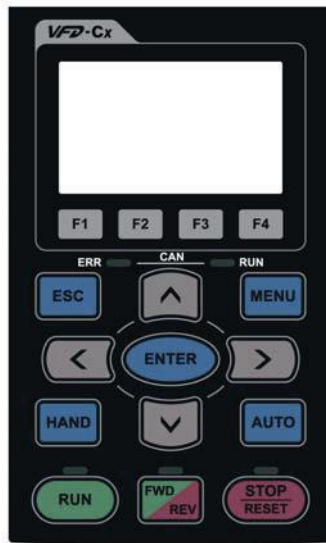 VFD-Cx
F1 F2 F3 F4
ERR CAN RUN
ESC MENU
ENTER
HAND AUTO
RUN FWD REV STOP RESET